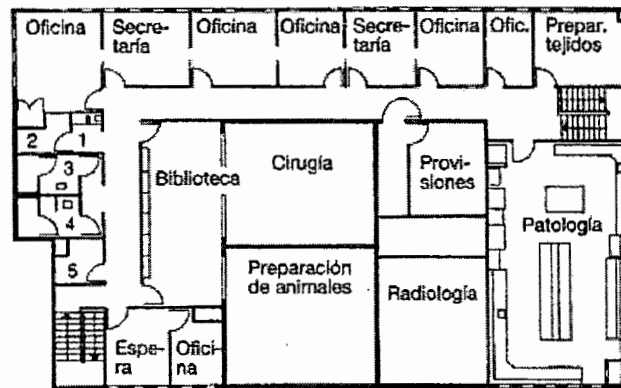 Oficina
Secre-
taría
Oficina
Oficina
Secre-
taría
Oficina
Ofic.
Prepar.
tejidos
2
1
3
4
5
Biblioteca
Cirugía
Provi-
siones
Patología
Preparación
de animales
Radiología
Espe-
ra
Ofici-
na